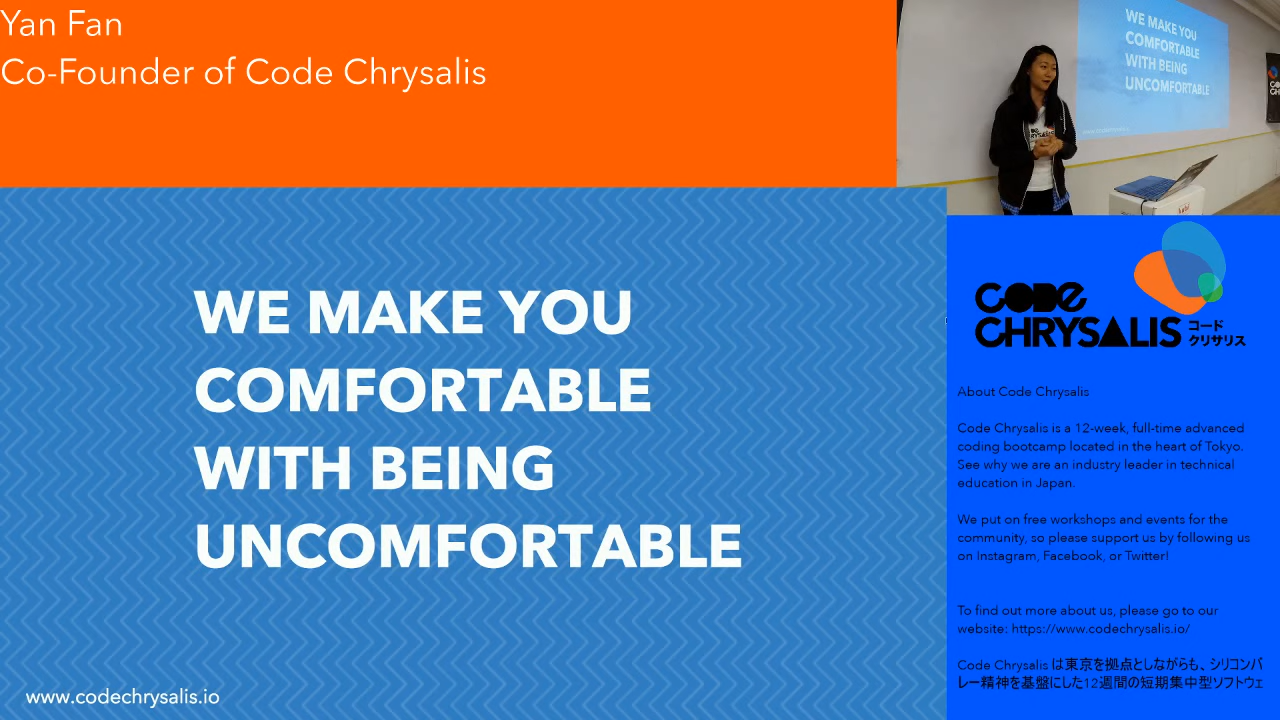 Yan Fan
Co-Founder of Code Chrysalis
WE MAKE YOU
COMFORTABLE
WITH BEING
UNCOMFORTABLE
www.codechrysalis.io
WE MAKE YOU
COMFORTABLE
WITH BEING
UNCOMFORTABLE
CODE
CHRYSALIS
コード
クリサリス
About Code Chrysalis
Code Chrysalis is a 12-week, full-time advanced
coding bootcamp located in the heart of Tokyo.
See why we are an industry leader in technical
education in Japan.
We put on free workshops and events for the
community, so please support us by following us
on Instagram, Facebook, or Twitter!
To find out more about us, please go to our
website: https://www.codechrysalis.io/
Code Chrysalis は東京を拠点としながらも、シリコンバ
レー精神を基盤にした12週間の短期集中型ソフトウェ